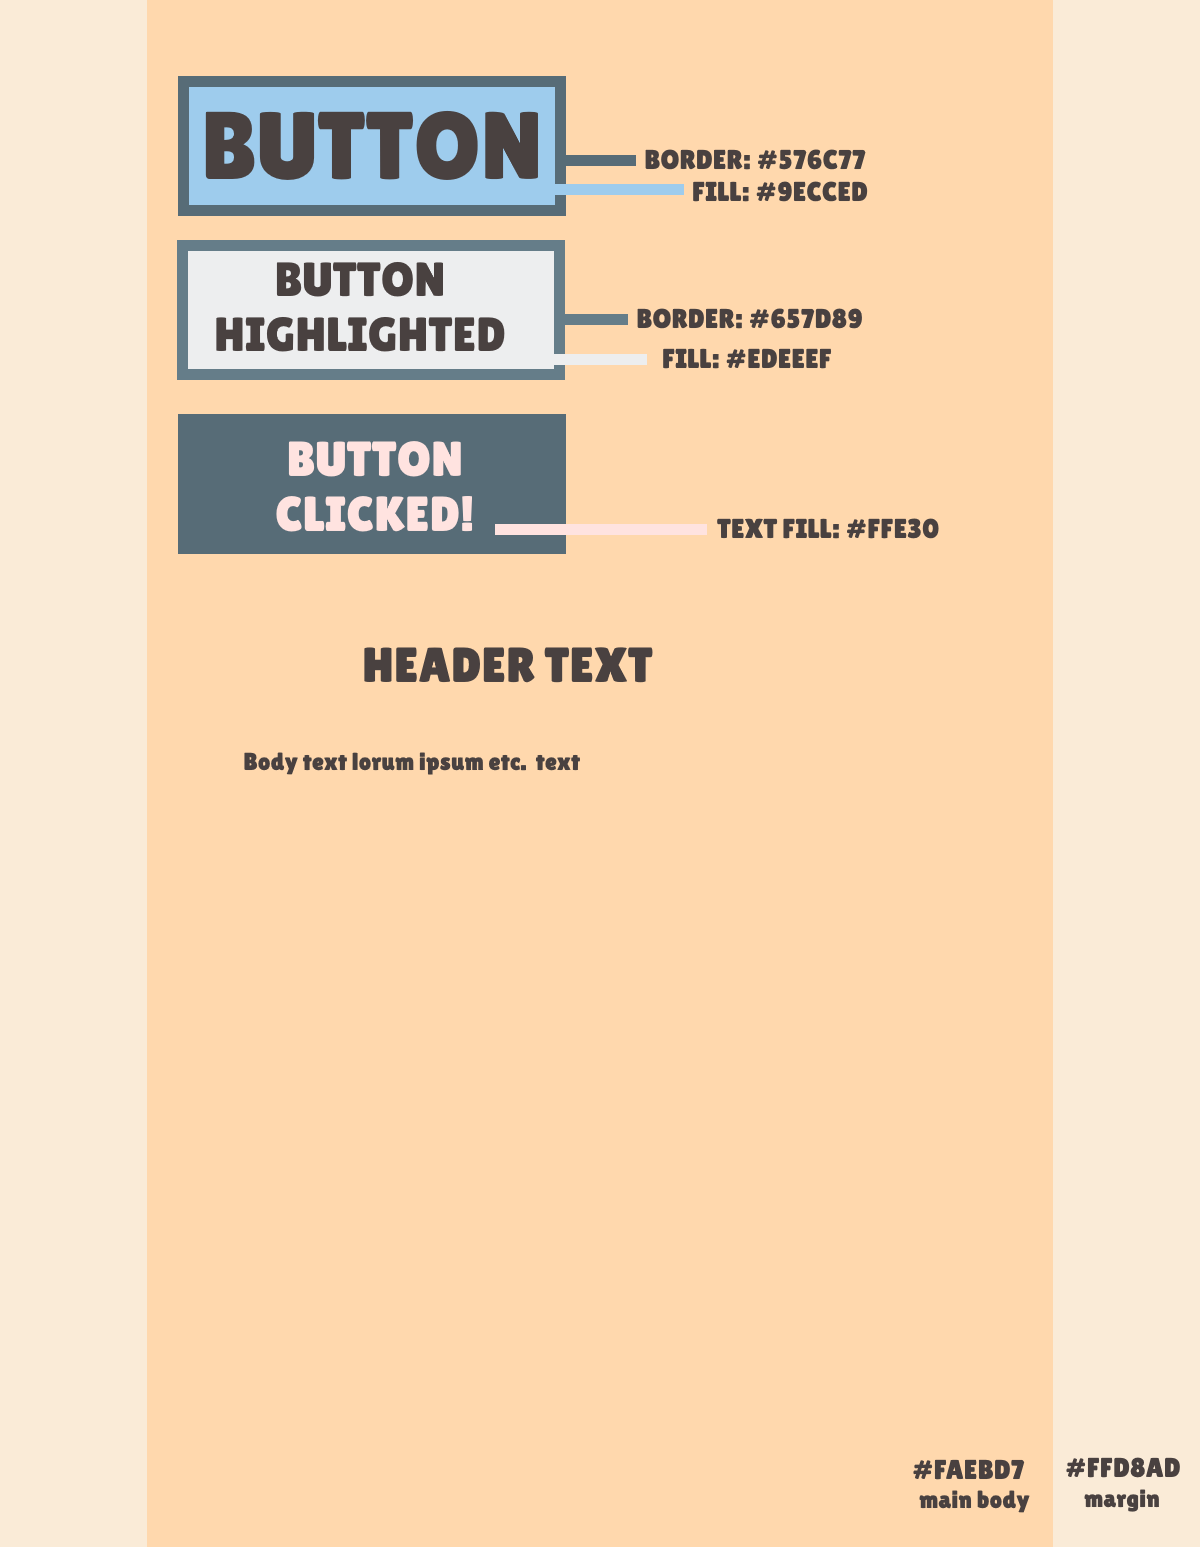 BUTTON
BORDER: #576C77
FILL: #9ECCED
BUTTON
HIGHLIGHTED
BORDER: #657D89
FILL: #EDEEEF
BUTTON
CLICKED!
TEXT FILL: #FFE30
HEADER TEXT
Body text lorum ipsum etc. text
#FAEBD7
main body
#FFD8AD
margin